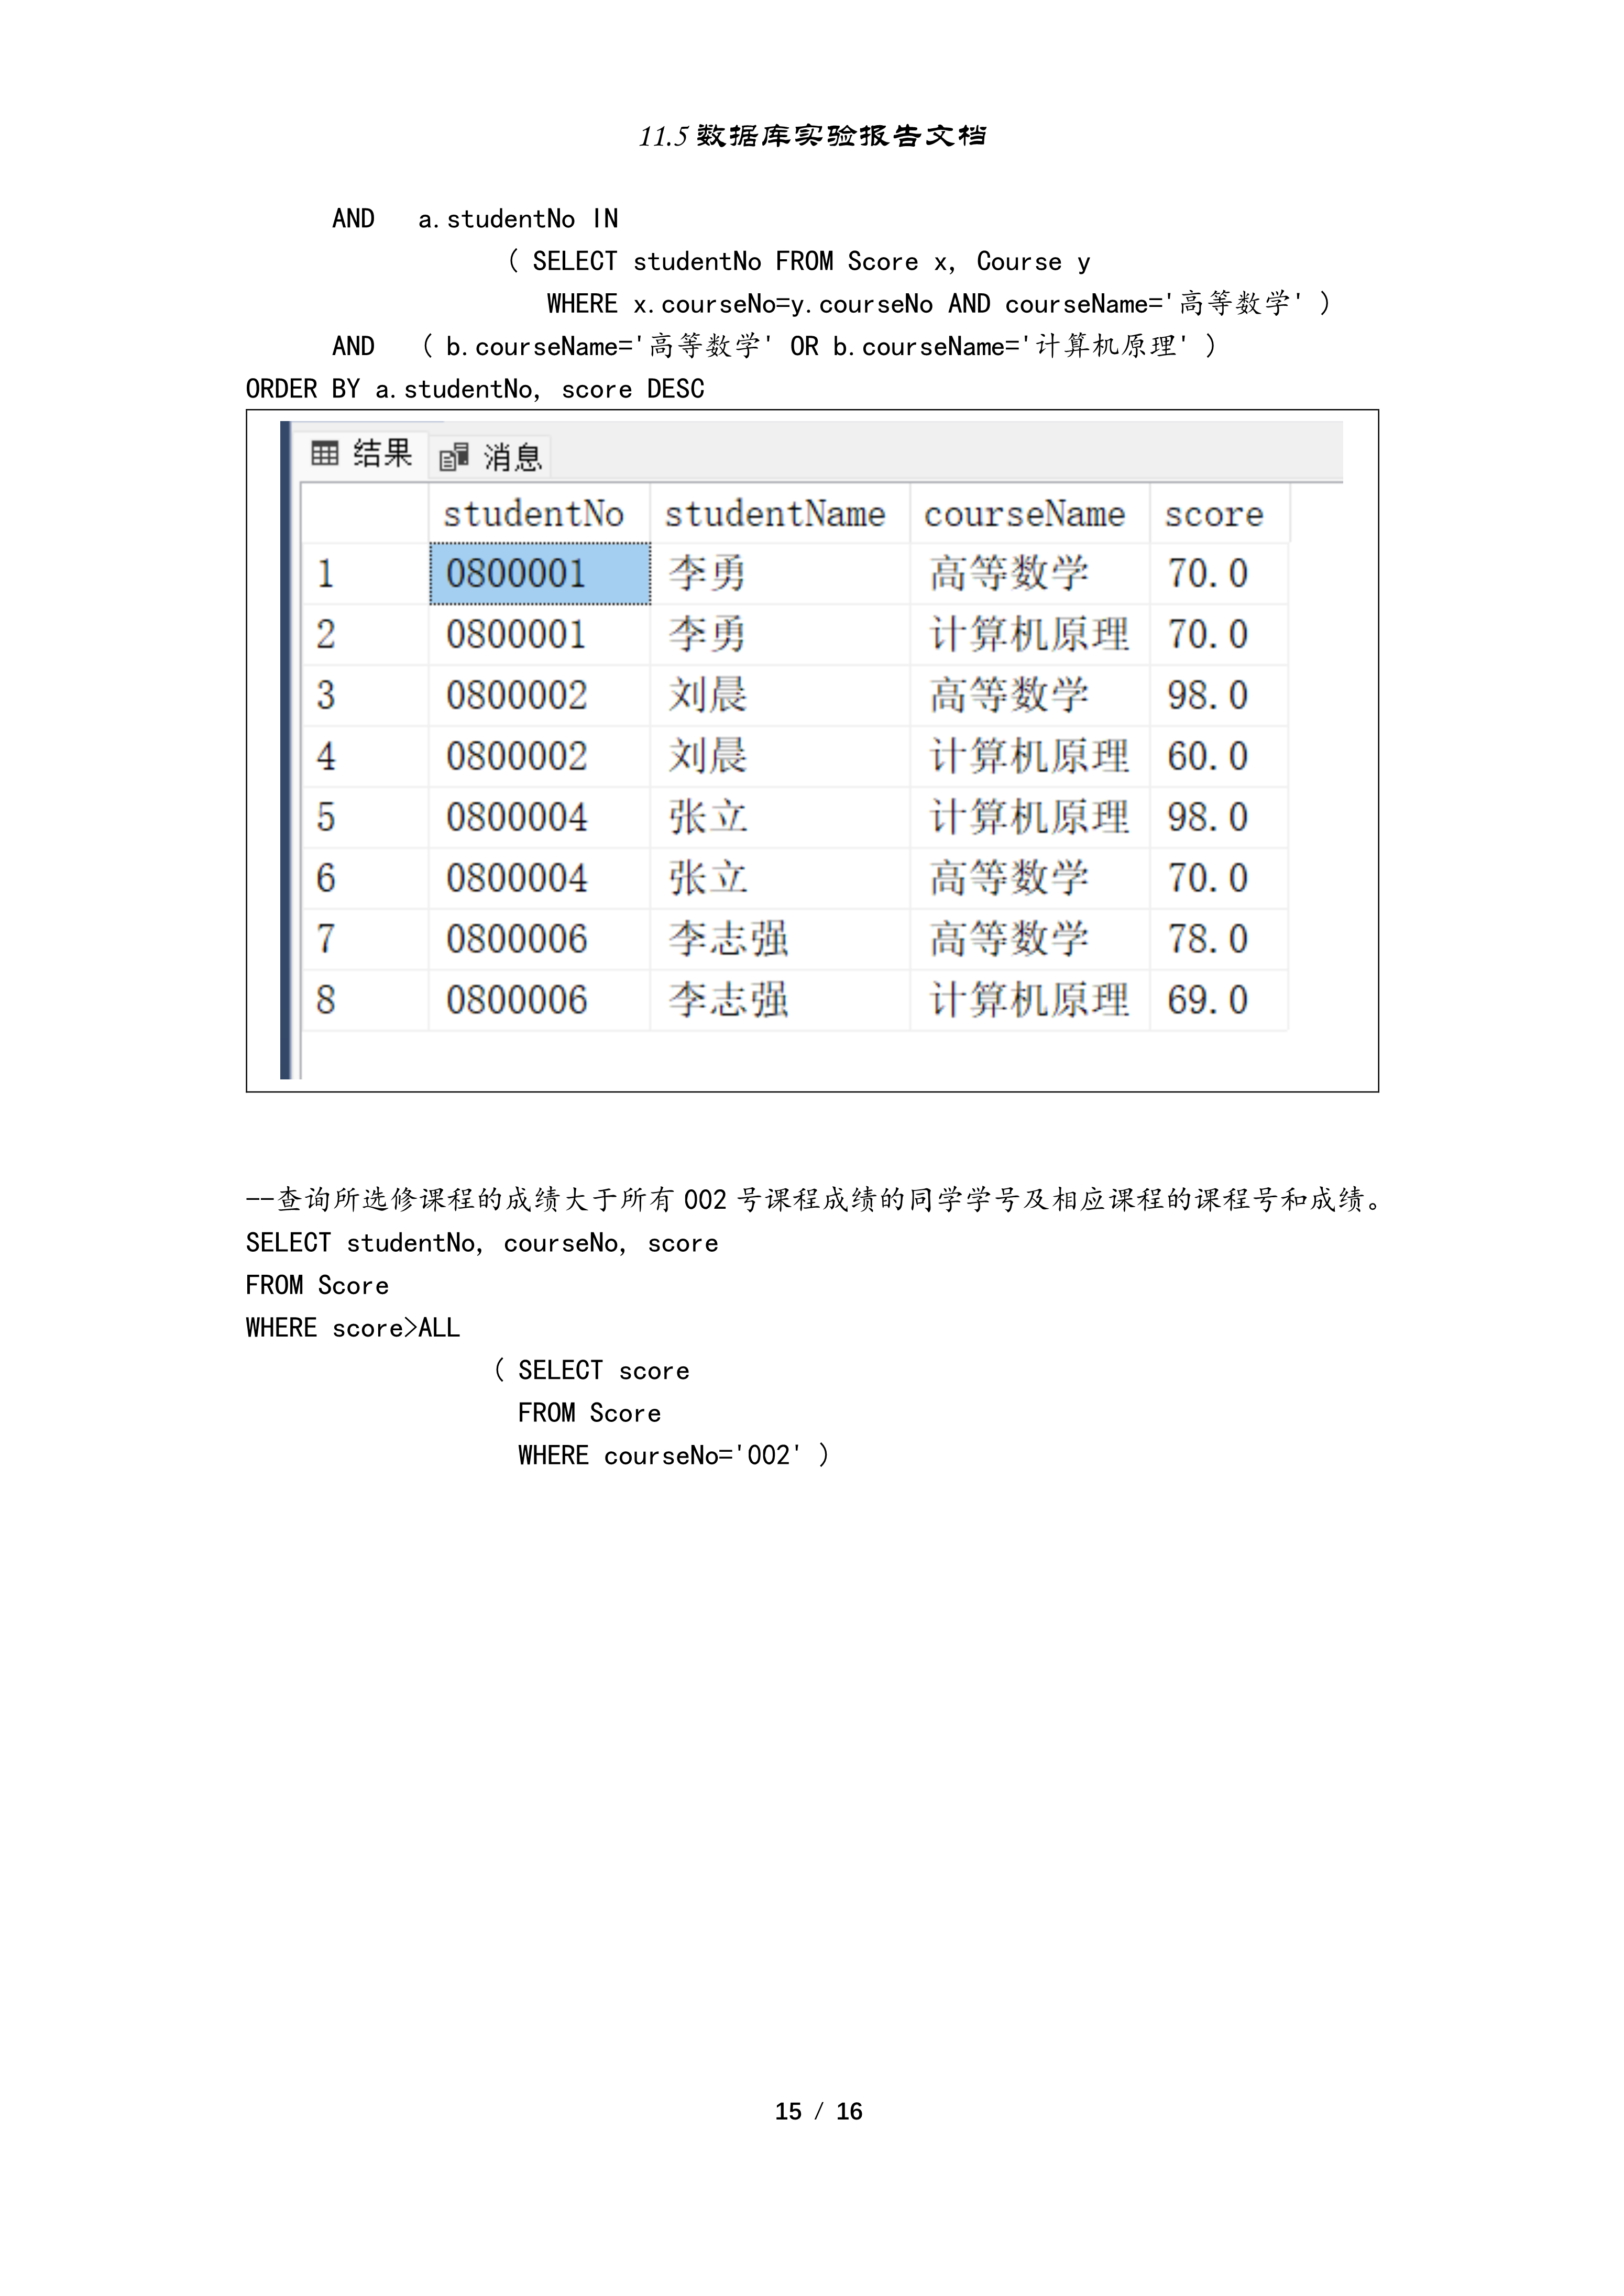 11.5数据库实验报告文档
AND a.studentNo IN
( SELECT studentNo FROM Score x, Course y
WHERE x.courseNo=y.courseNo AND courseName='高等数学' )
AND ( b.courseName='高等数学' OR b.courseName='计算机原理' )
ORDER BY a.studentNo, score DESC
结果 消息
studentNo studentName courseName score
1 0800001 李勇 高等数学 70.0
2 0800001 李勇 计算机原理 70.0
3 0800002 刘晨 高等数学 98.0
4 0800002 刘晨 计算机原理 60.0
5 0800004 张立 计算机原理 98.0
6 0800004 张立 高等数学 70.0
7 0800006 李志强 高等数学 78.0
8 0800006 李志强 计算机原理 69.0
--查询所选修课程的成绩大于所有 002 号课程成绩的同学学号及相应课程的课程号和成绩。
SELECT studentNo, courseNo, score
FROM Score
WHERE score>ALL
( SELECT score
FROM Score
WHERE courseNo='002' )
15 / 16